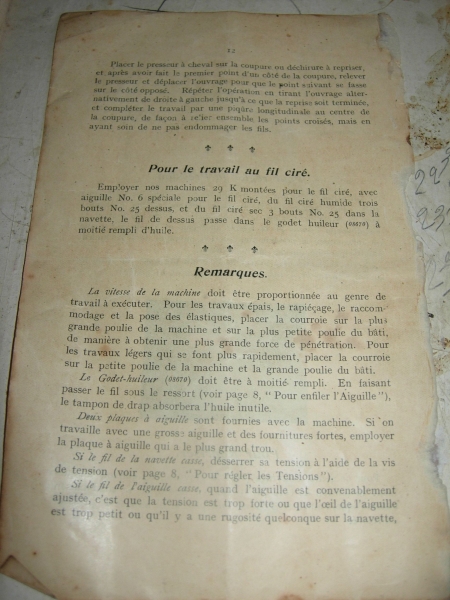 Placer le presseur à cheval sur la coupure ou déchirure à repriser,
et après avoir fait le premier point d'un côté de la coupure, relever
le presseur et déplacer l'ouvrage pour que le point suivant se fasse
sur le côté opposé. Répéter l'opération en tirant l'ouvrage alter-
nativement de droite à gauche jusqu'à ce que la reprise soit terminée,
et compléter le travail par une piqûre longitudinale au centre de
la coupure, de façon à relier ensemble les points croisés, mais en
ayant soin de ne pas endommager les fils.
Pour le travail au fil ciré.
Employer nos machines 29 K montées pour le fil ciré, avec
aiguille No. 6 spéciale pour le fil, du fil ciré humide trois
bouts No. 25 dessus, et du fil ciré sec 3 bouts No. 25 dans la
navette, le fil de dessus passe dans le godet huileur (08670) à
moitié rempli d'huile.
Remarques.
La vitesse de la machine doit être proportionnée au genre de
travail à exécuter. Pour les travaux épais, le rapiéçage, le raccom-
modage et la pose des élastiques, placer la courroie sur la plus
grande poulie de la machine et sur la plus petite poulie du bâti,
de manière à obtenir une plus grande force de pénétration. Pour
les travaux légers qui se font plus rapidement, placer la courroie
sur la petite poulie de la machine et la grande poulie du bâti.
Le Godet-huileur (08670) doit être à moitié rempli. En faisant
passer le fil sous le ressort (voir page 8, "Pour enfiler l'Aiguille"),
le tampon de drap absorbera l'huile inutile.
Deux plaques à aiguille sont fournies avec la machine. Si on
travaille avec une grosse aiguille et des fournitures fortes, employer
la plaque à aiguille qui a le plus grand trou.
Si le fil de la navette casse, désserrer sa tension à l'aide de la vis
de tension (voir page 8, "Pour régler les Tensions").
Si le fil de l'aiguille casse, quand l'aiguille est convenablement
ajustée, c'est que la tension est trop forte ou que l'œil de l'aiguille
est trop petit ou qu'il y a une rugosité quelconque sur la navette,